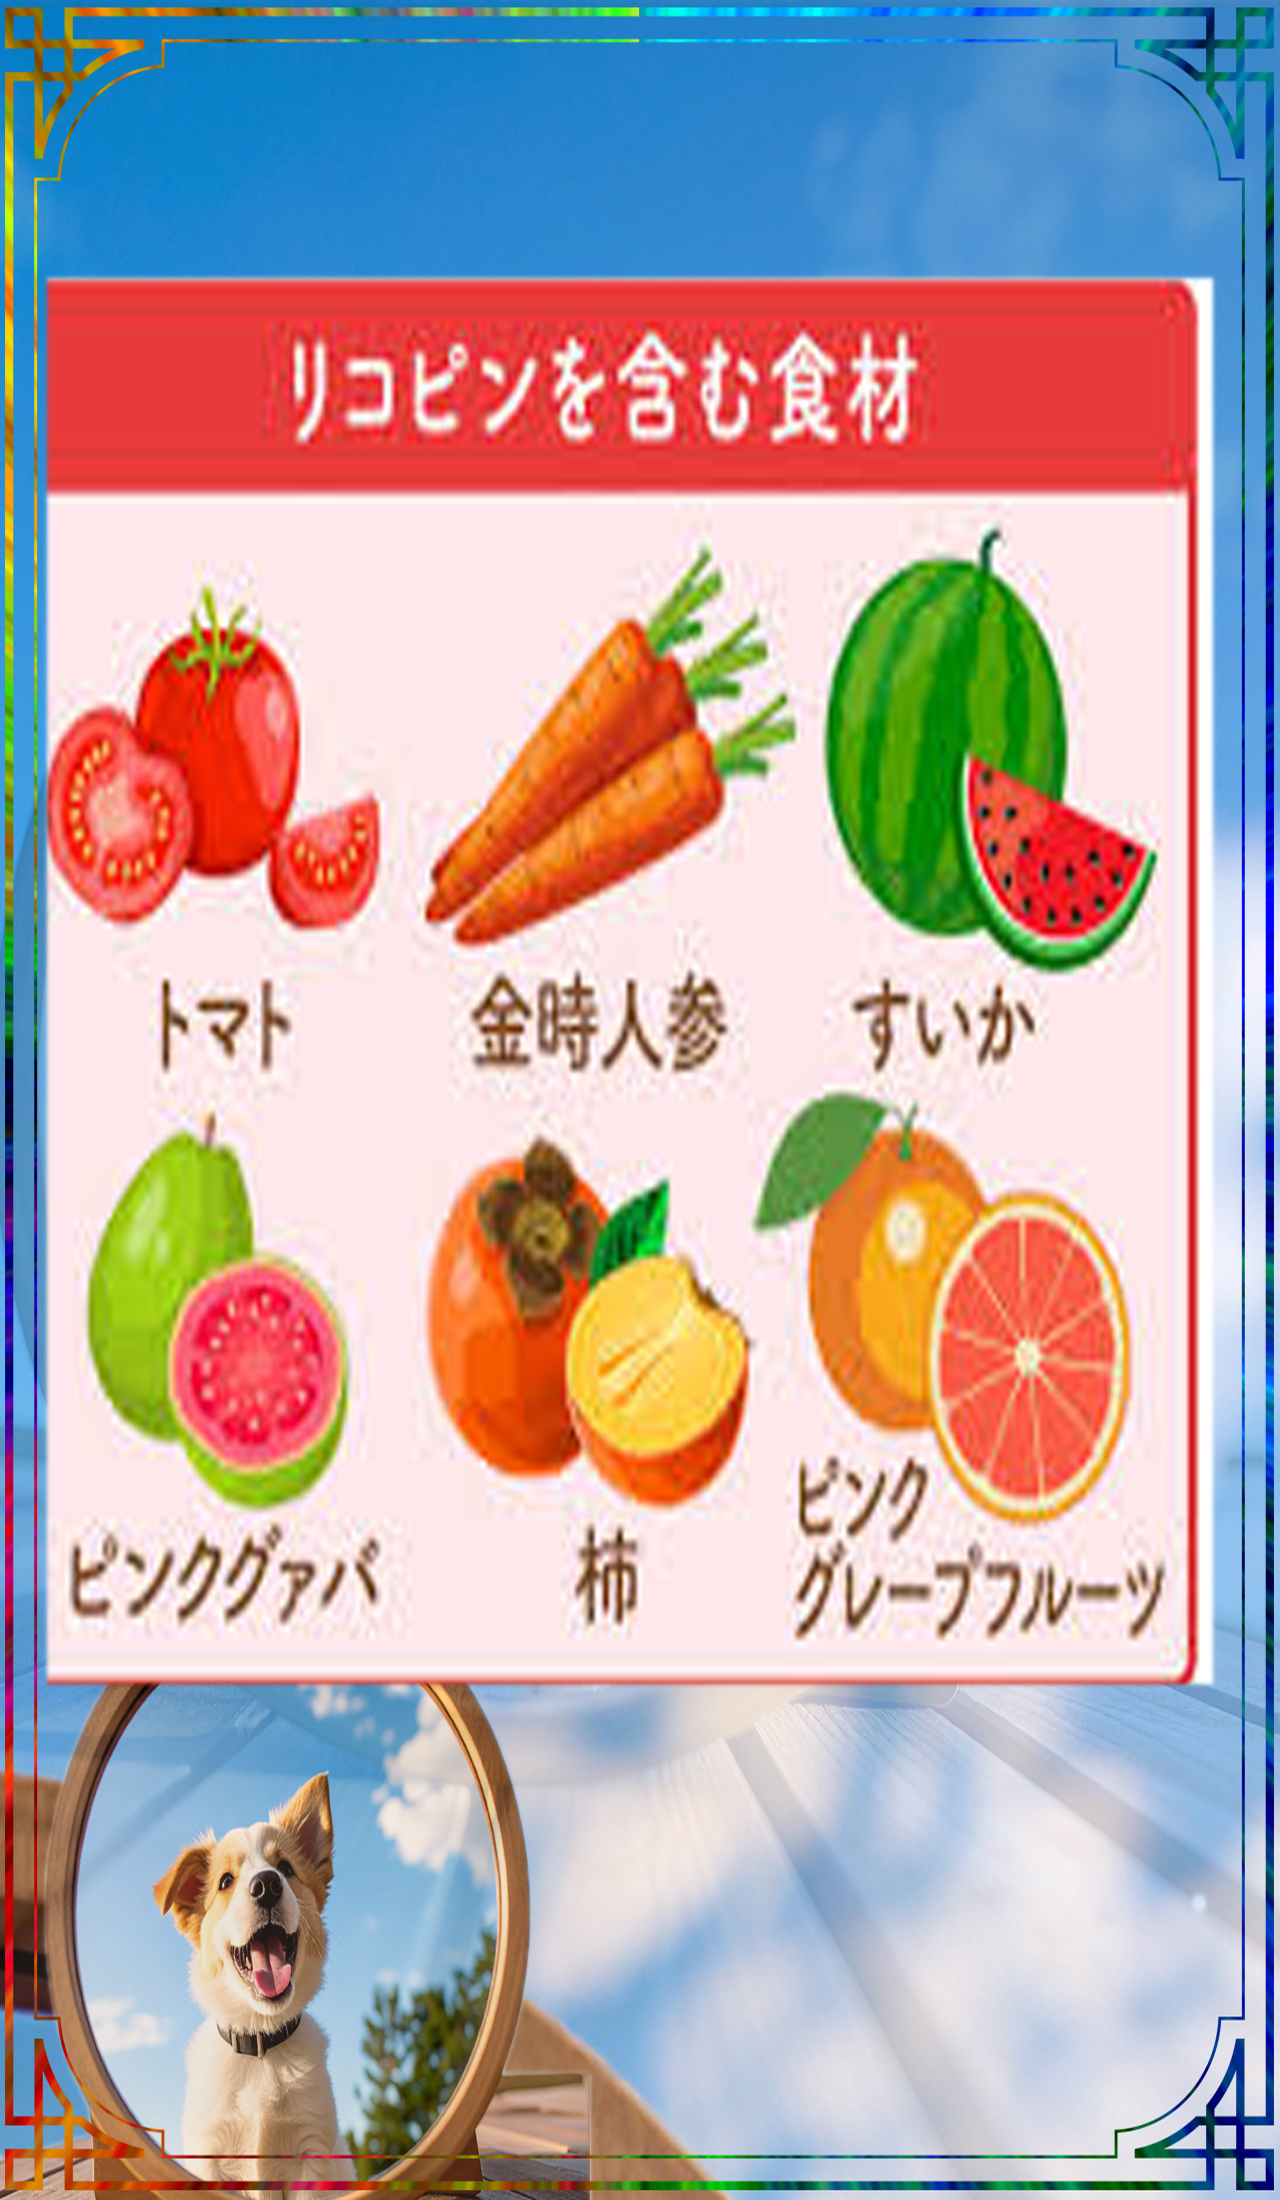 リコピンを含む食材
トマト
金時人参
すいか
ピンクグァバ
柿
ピンク
グレープフルーツ